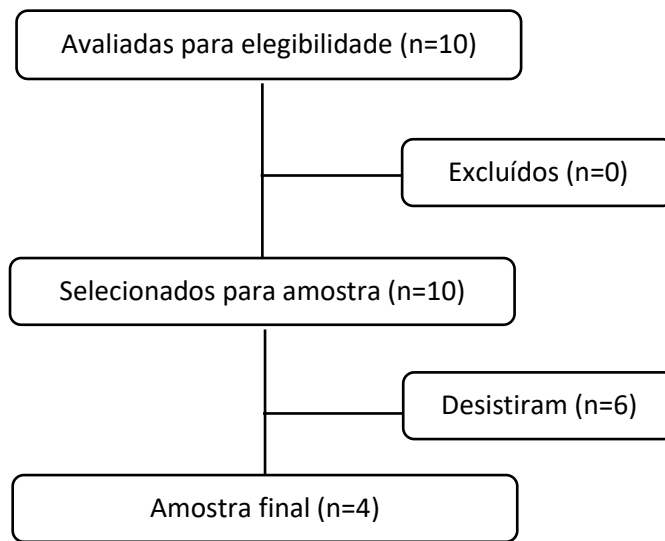 Avaliadas para elegibilidade (n=10)
Excluídos (n=0)
Selecionados para amostra (n=10)
Desistiram (n=6)
Amostra final (n=4)